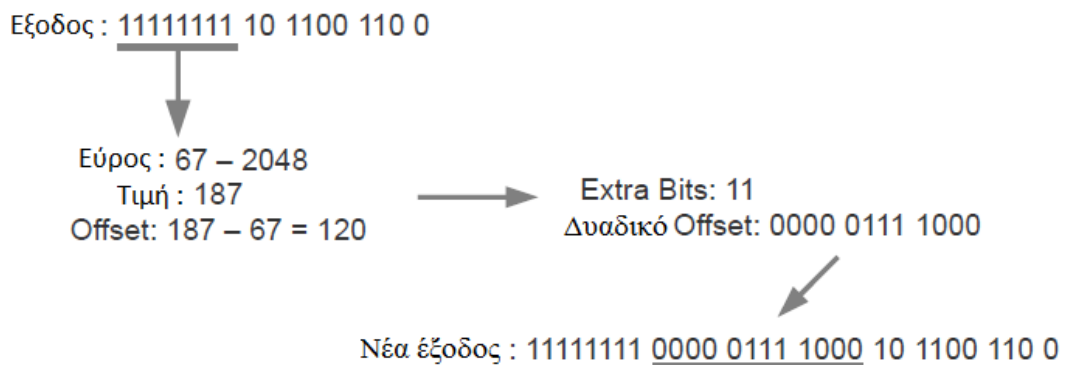 Εξοδος : 11111111 10 1100 110 0
Εύρος : 67 – 2048
Τιμή : 187
Offset: 187 – 67 = 120
Extra Bits: 11
Δυαδικό Offset: 0000 0111 1000
Νέα έξοδος : 11111111 0000 0111 1000 10 1100 110 0